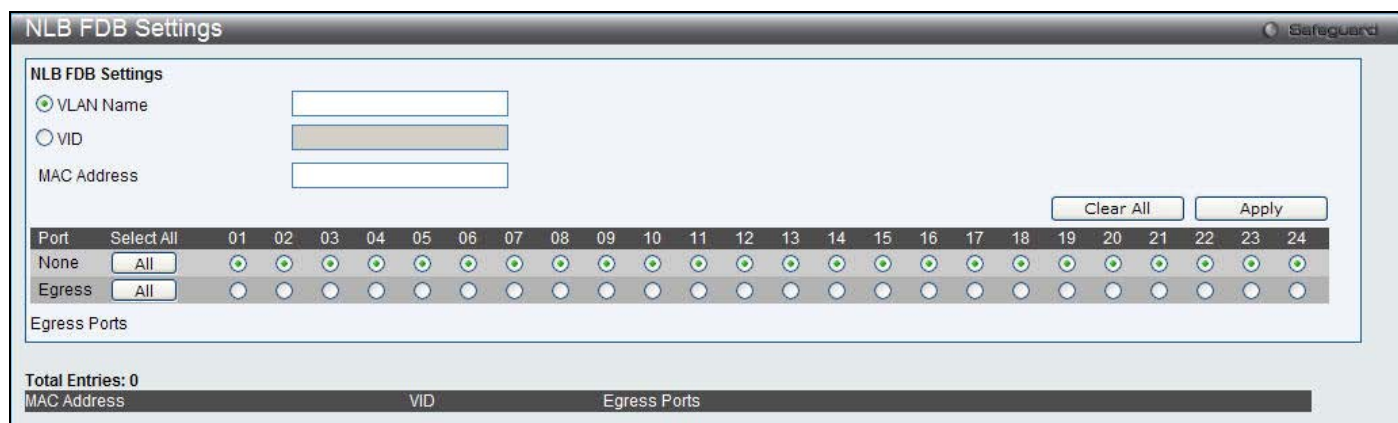 NLB FDB Settings Safeguard
NLB FDB Settings
VLAN Name
VID
MAC Address
Clear All Apply
Port Select All 01 02 03 04 05 06 07 08 09 10 11 12 13 14 15 16 17 18 19 20 21 22 23 24
None All
Egress All
Egress Ports
Total Entries: 0
MAC Address VID Egress Ports